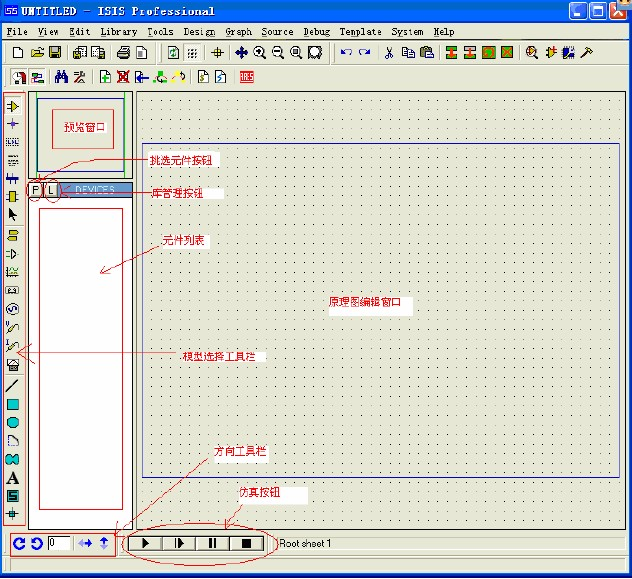 ISIS UNTITLED - ISIS Professional
File View Edit Library Tools Design Graph Source Debug Template System Help
预览窗口
挑选元件按钮
P L DEVICES
库管理按钮
元件列表
原理图编辑窗口
模型选择工具栏
A
方向工具栏
仿真按钮
0
Root sheet 1